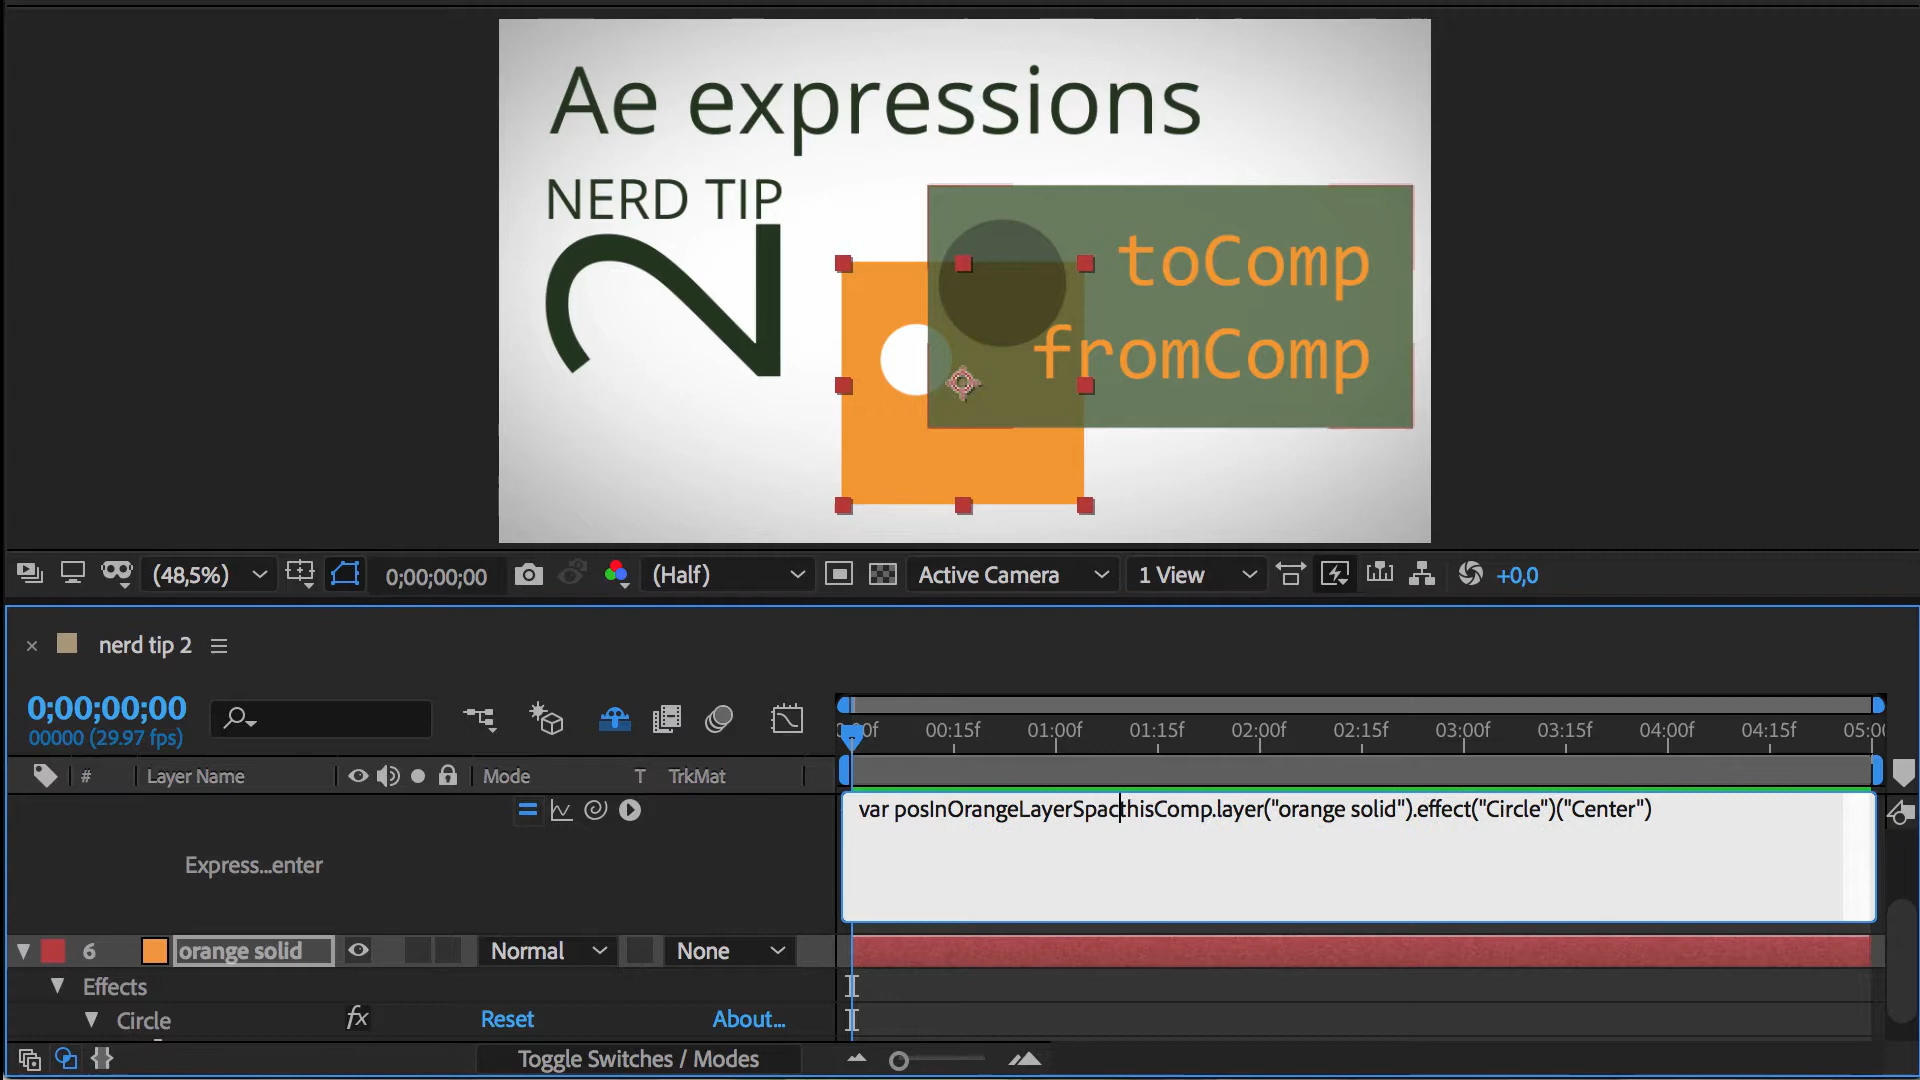 Ae expressions
NERD TIP
2
toComp
fromComp
(48,5%)
0;00;00;00
(Half)
Active Camera
1 View
+0,0
× nerd tip 2
0;00;00;00
00000 (29.97 fps)
00f 00:15f 01:00f 01:15f 02:00f 02:15f 03:00f 03:15f 04:00f 04:15f 05:00
# Layer Name Mode T TrkMat
var posInOrangeLayerSpacthisComp.layer("orange solid").effect("Circle")("Center")
Express...enter
6 orange solid Normal None
Effects
Circle fx Reset About...
Toggle Switches / Modes